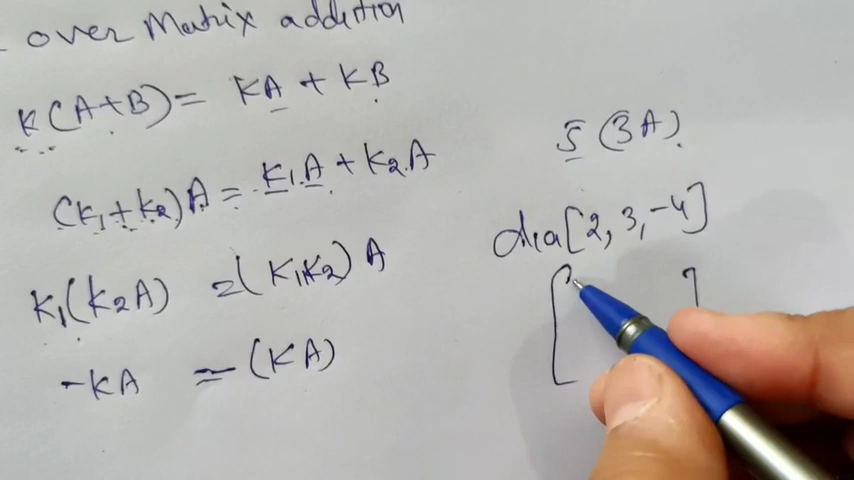 - over Matrix addition
K(A+B) = KA + KB
(K₁+K₂)A = K₁A + K₂A
K₁(K₂A) = (K₁K₂)A
-KA = -(KA)
5(3A)
dia[2, 3, -4]
[ ]